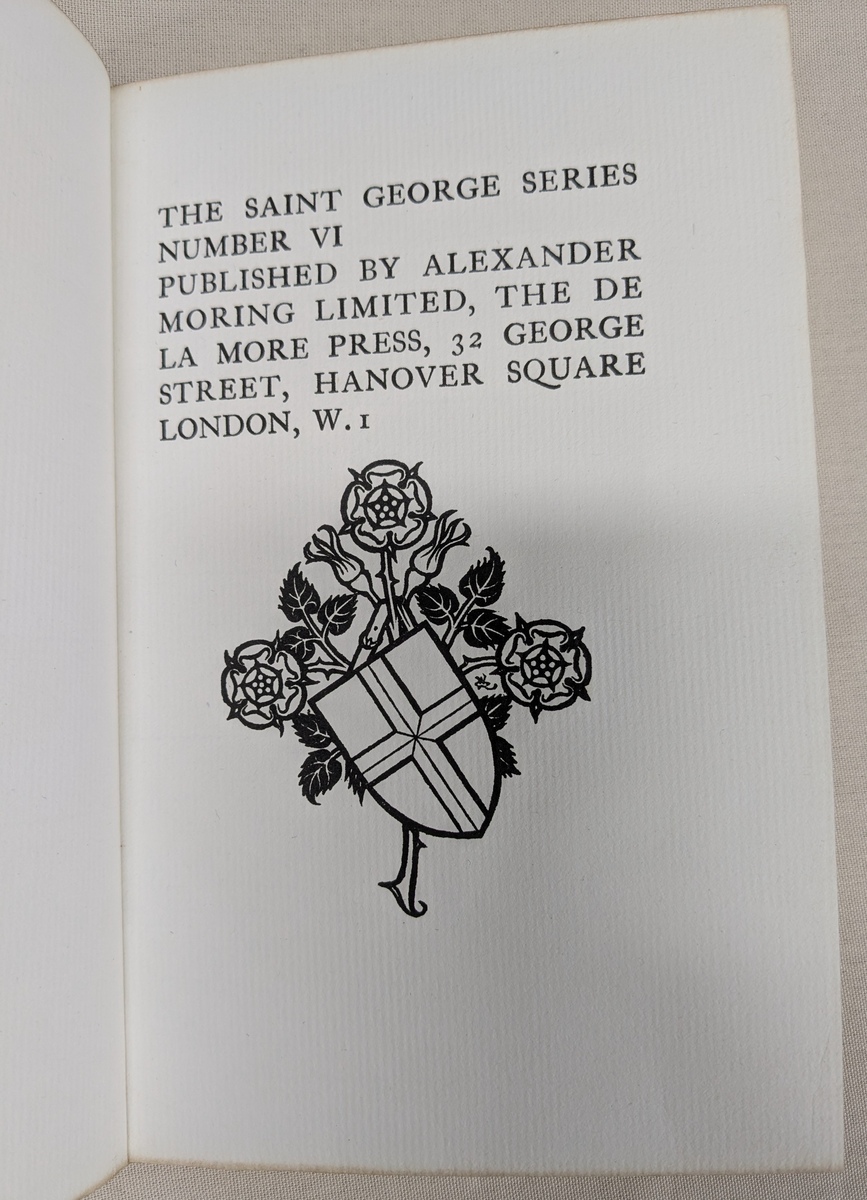 THE SAINT GEORGE SERIES
NUMBER VI
PUBLISHED BY ALEXANDER
MORING LIMITED, THE DE
LA MORE PRESS, 32 GEORGE
STREET, HANOVER SQUARE
LONDON, W. 1